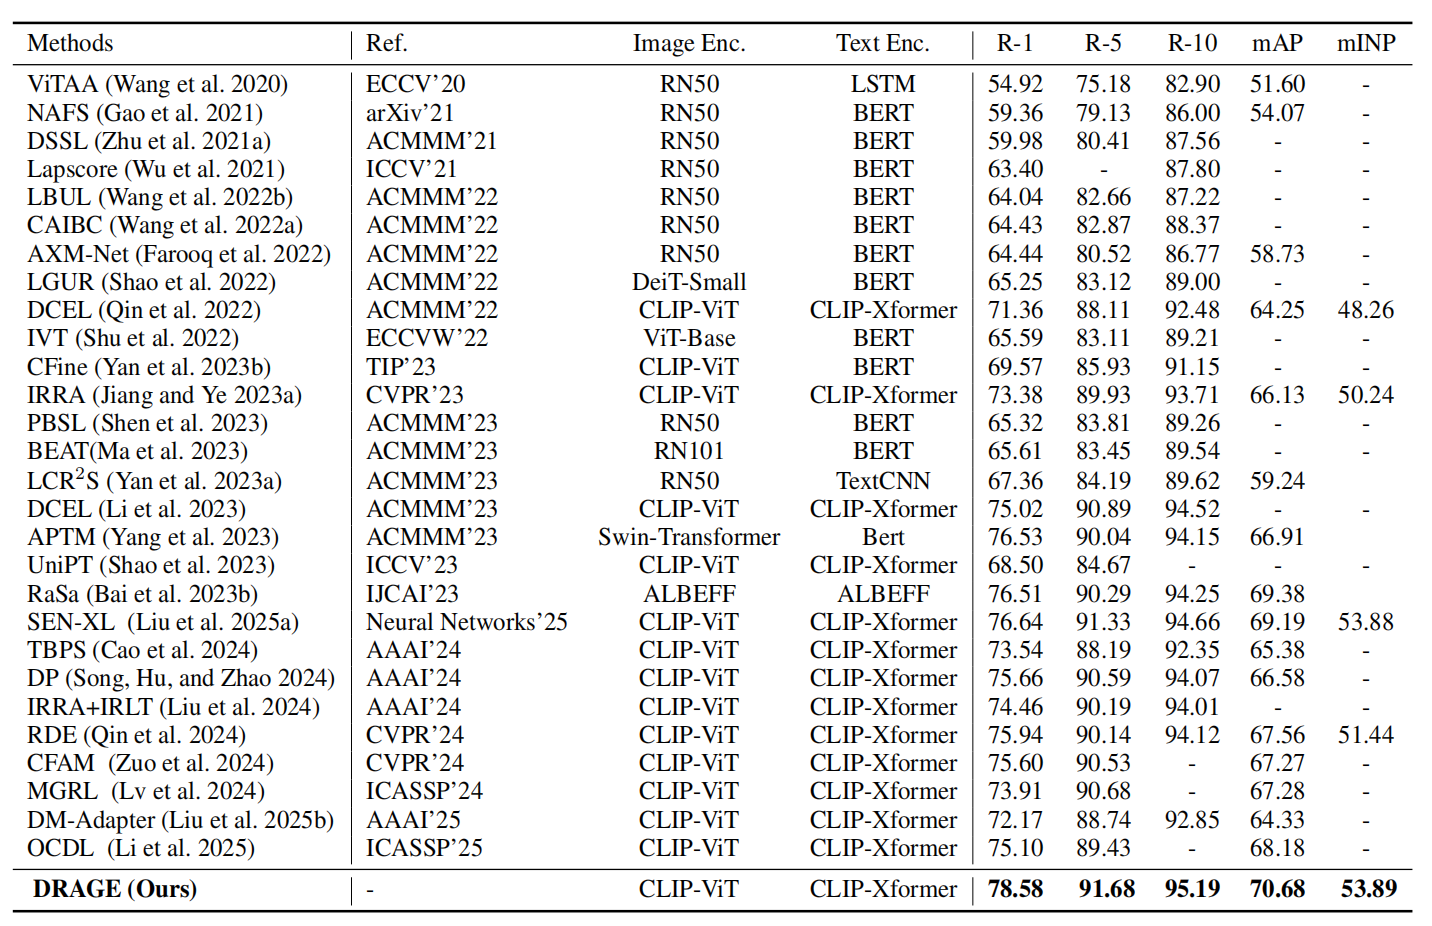 Methods Ref. Image Enc. Text Enc. R-1 R-5 R-10 mAP mINP
ViTAA (Wang et al. 2020) ECCV’20 RN50 LSTM 54.92 75.18 82.90 51.60 -
NAFS (Gao et al. 2021) arXiv’21 RN50 BERT 59.36 79.13 86.00 54.07 -
DSSL (Zhu et al. 2021a) ACMMM’21 RN50 BERT 59.98 80.41 87.56 - -
Lapscore (Wu et al. 2021) ICCV’21 RN50 BERT 63.40 - 87.80 - -
LBUL (Wang et al. 2022b) ACMMM’22 RN50 BERT 64.04 82.66 87.22 - -
CAIBC (Wang et al. 2022a) ACMMM’22 RN50 BERT 64.43 82.87 88.37 - -
AXM-Net (Farooq et al. 2022) ACMMM’22 RN50 BERT 64.44 80.52 86.77 58.73 -
LGUR (Shao et al. 2022) ACMMM’22 DeiT-Small BERT 65.25 83.12 89.00 - -
DCEL (Qin et al. 2022) ACMMM’22 CLIP-ViT CLIP-Xformer 71.36 88.11 92.48 64.25 48.26
IVT (Shu et al. 2022) ECCVW’22 ViT-Base BERT 65.59 83.11 89.21 - -
CFine (Yan et al. 2023b) TIP’23 CLIP-ViT BERT 69.57 85.93 91.15 - -
IRRA (Jiang and Ye 2023a) CVPR’23 CLIP-ViT CLIP-Xformer 73.38 89.93 93.71 66.13 50.24
PBSL (Shen et al. 2023) ACMMM’23 RN50 BERT 65.32 83.81 89.26 - -
BEAT(Ma et al. 2023) ACMMM’23 RN101 BERT 65.61 83.45 89.54 - -
LCR²S (Yan et al. 2023a) ACMMM’23 RN50 TextCNN 67.36 84.19 89.62 59.24
DCEL (Li et al. 2023) ACMMM’23 CLIP-ViT CLIP-Xformer 75.02 90.89 94.52 - -
APTM (Yang et al. 2023) ACMMM’23 Swin-Transformer Bert 76.53 90.04 94.15 66.91
UniPT (Shao et al. 2023) ICCV’23 CLIP-ViT CLIP-Xformer 68.50 84.67 - - -
RaSa (Bai et al. 2023b) IJCAI’23 ALBEFF ALBEFF 76.51 90.29 94.25 69.38 -
SEN-XL (Liu et al. 2025a) Neural Networks’25 CLIP-ViT CLIP-Xformer 76.64 91.33 94.66 69.19 53.88
TBPS (Cao et al. 2024) AAAI’24 CLIP-ViT CLIP-Xformer 73.54 88.19 92.35 65.38 -
DP (Song, Hu, and Zhao 2024) AAAI’24 CLIP-ViT CLIP-Xformer 75.66 90.59 94.07 66.58 -
IRRA+IRLT (Liu et al. 2024) AAAI’24 CLIP-ViT CLIP-Xformer 74.46 90.19 94.01 - -
RDE (Qin et al. 2024) CVPR’24 CLIP-ViT CLIP-Xformer 75.94 90.14 94.12 67.56 51.44
CFAM (Zuo et al. 2024) CVPR’24 CLIP-ViT CLIP-Xformer 75.60 90.53 - 67.27 -
MGRL (Lv et al. 2024) ICASSP’24 CLIP-ViT CLIP-Xformer 73.91 90.68 - 67.28 -
DM-Adapter (Liu et al. 2025b) AAAI’25 CLIP-ViT CLIP-Xformer 72.17 88.74 92.85 64.33 -
OCDL (Li et al. 2025) ICASSP’25 CLIP-ViT CLIP-Xformer 75.10 89.43 - 68.18 -
DRAGE (Ours) - CLIP-ViT CLIP-Xformer 78.58 91.68 95.19 70.68 53.89